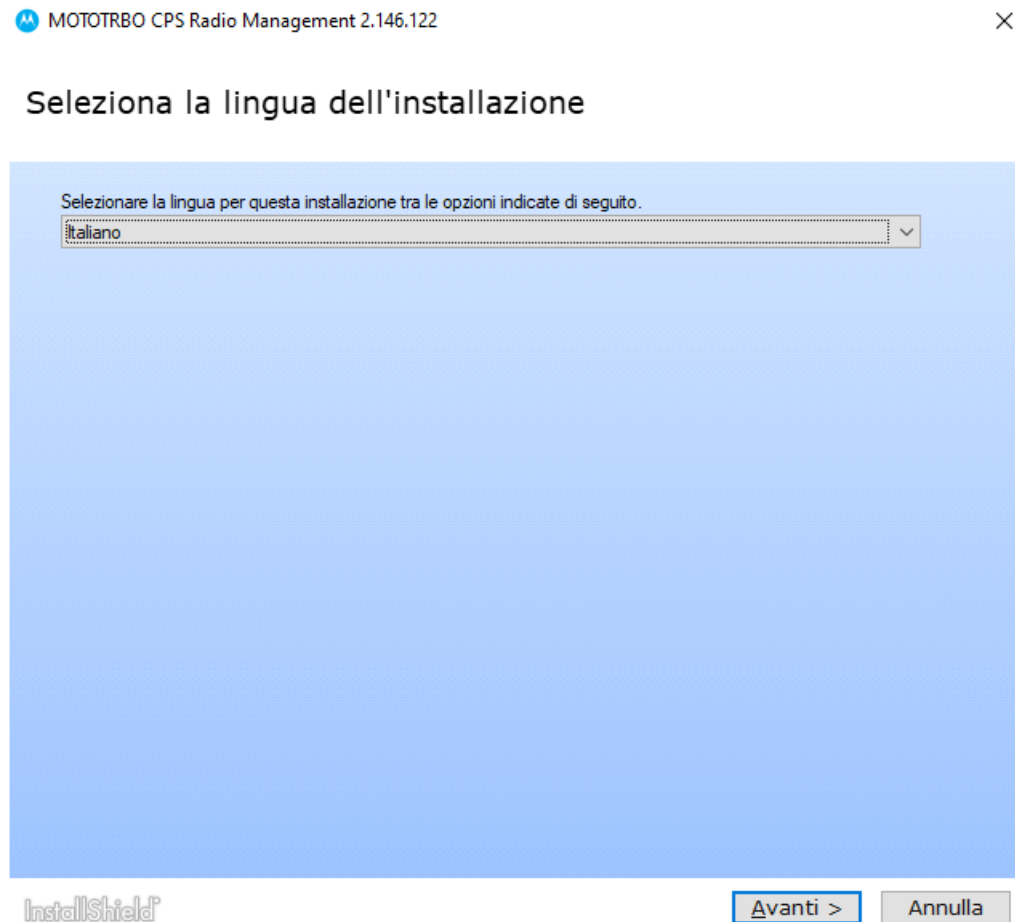 MOTOTRBO CPS Radio Management 2.146.122
Seleziona la lingua dell'installazione
Selezionare la lingua per questa installazione tra le opzioni indicate di seguito.
Italiano
InstallShield
Avanti >
Annulla